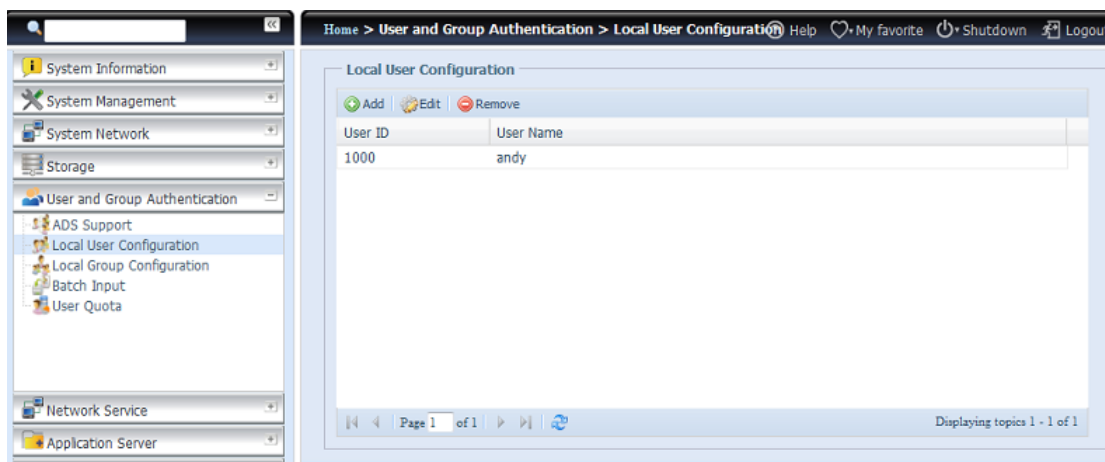 Home > User and Group Authentication > Local User Configuration Help My favorite Shutdown Logout
System Information
System Management
System Network
Storage
User and Group Authentication
ADS Support
Local User Configuration
Local Group Configuration
Batch Input
User Quota
Network Service
Application Server
Local User Configuration
Add Edit Remove
User ID User Name
1000 andy
Page 1 of 1 Displaying topics 1 - 1 of 1